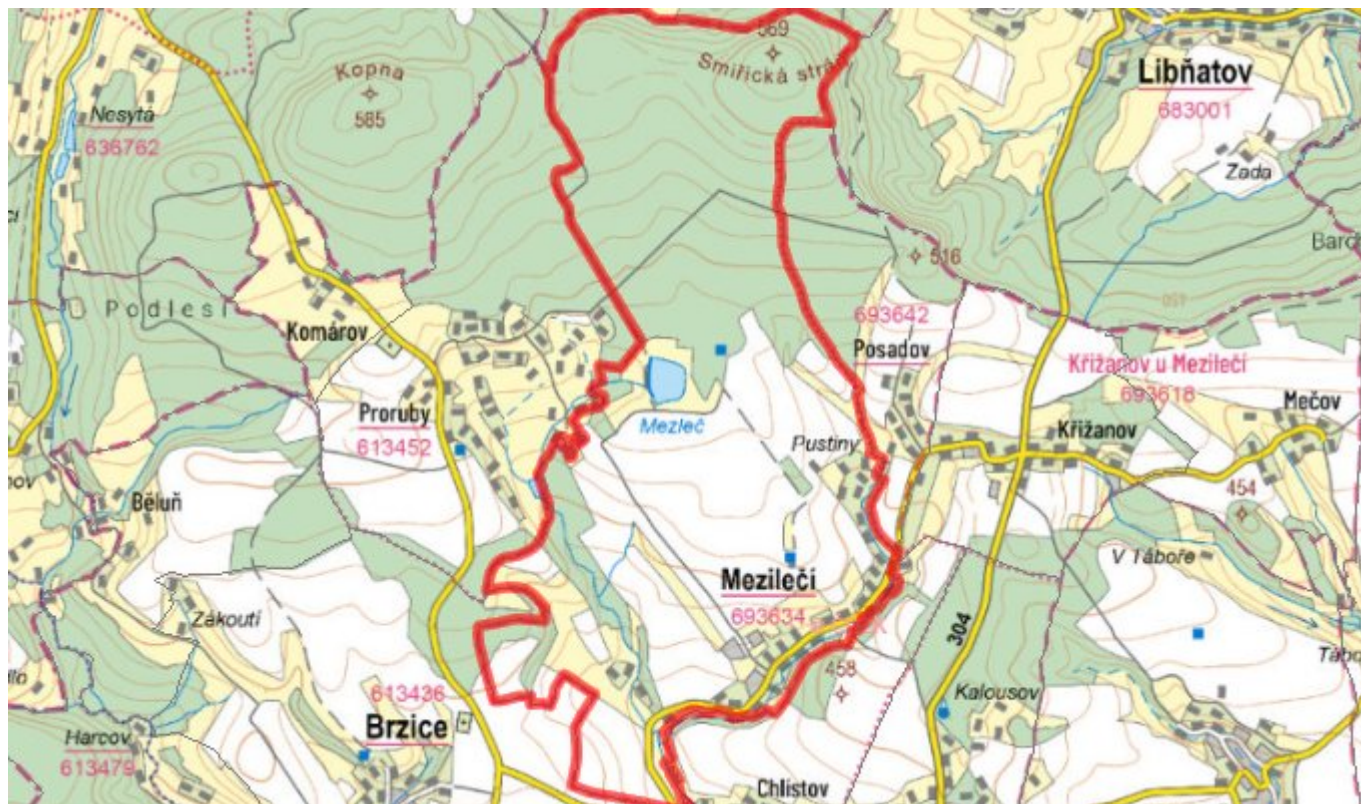 569
Smiřická strá
Kopna
585
Libňatov
683001
Nesyta
636762
Zada
516
Podlesí
693642
Komárov
Posadov
Křižanov u Mezilečí
693618
Proruby
613452
Mezleč
Mečov
Křižanov
Pustiny
Běluň
454
V Táboře
Mezilečí
693634
Zákoutí
304
458
613436
Brzice
Kalousov
Harcov
613479
Chlístov